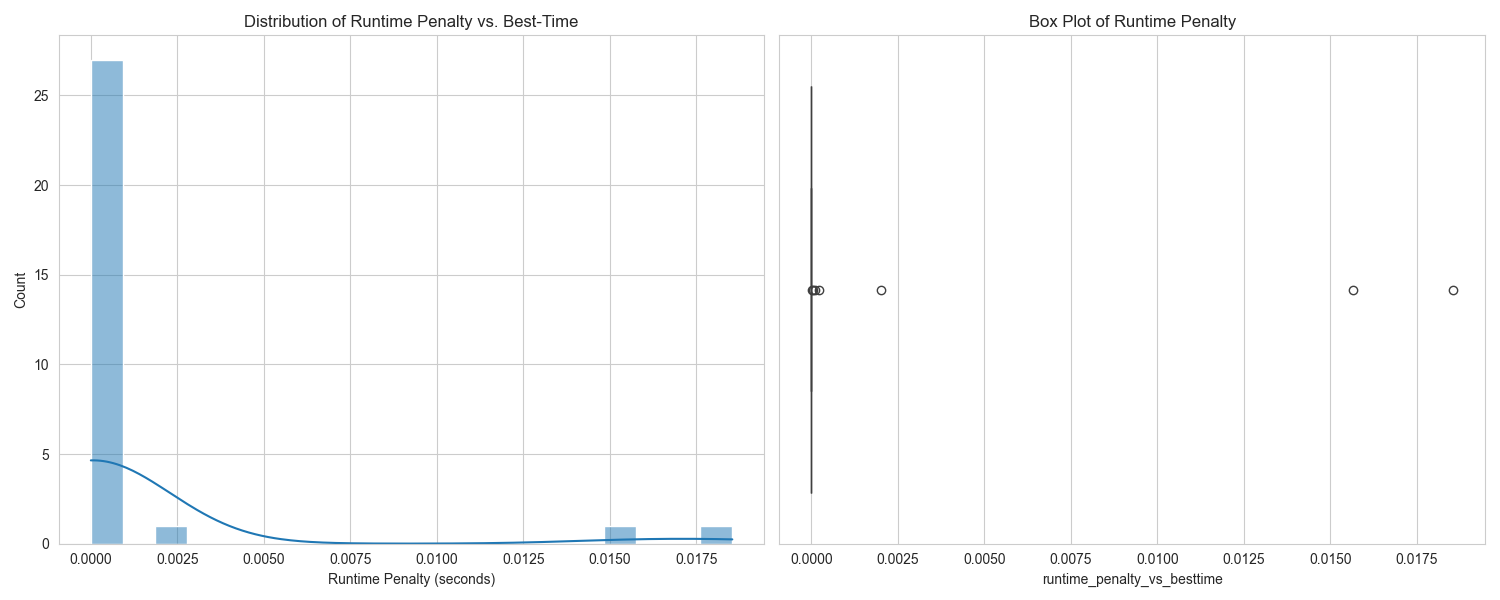 Distribution of Runtime Penalty vs. Best-Time
Count
25
20
15
10
5
0
0.0000 0.0025 0.0050 0.0075 0.0100 0.0125 0.0150 0.0175
Runtime Penalty (seconds)
Box Plot of Runtime Penalty
0.0000 0.0025 0.0050 0.0075 0.0100 0.0125 0.0150 0.0175
runtime_penalty_vs_besttime